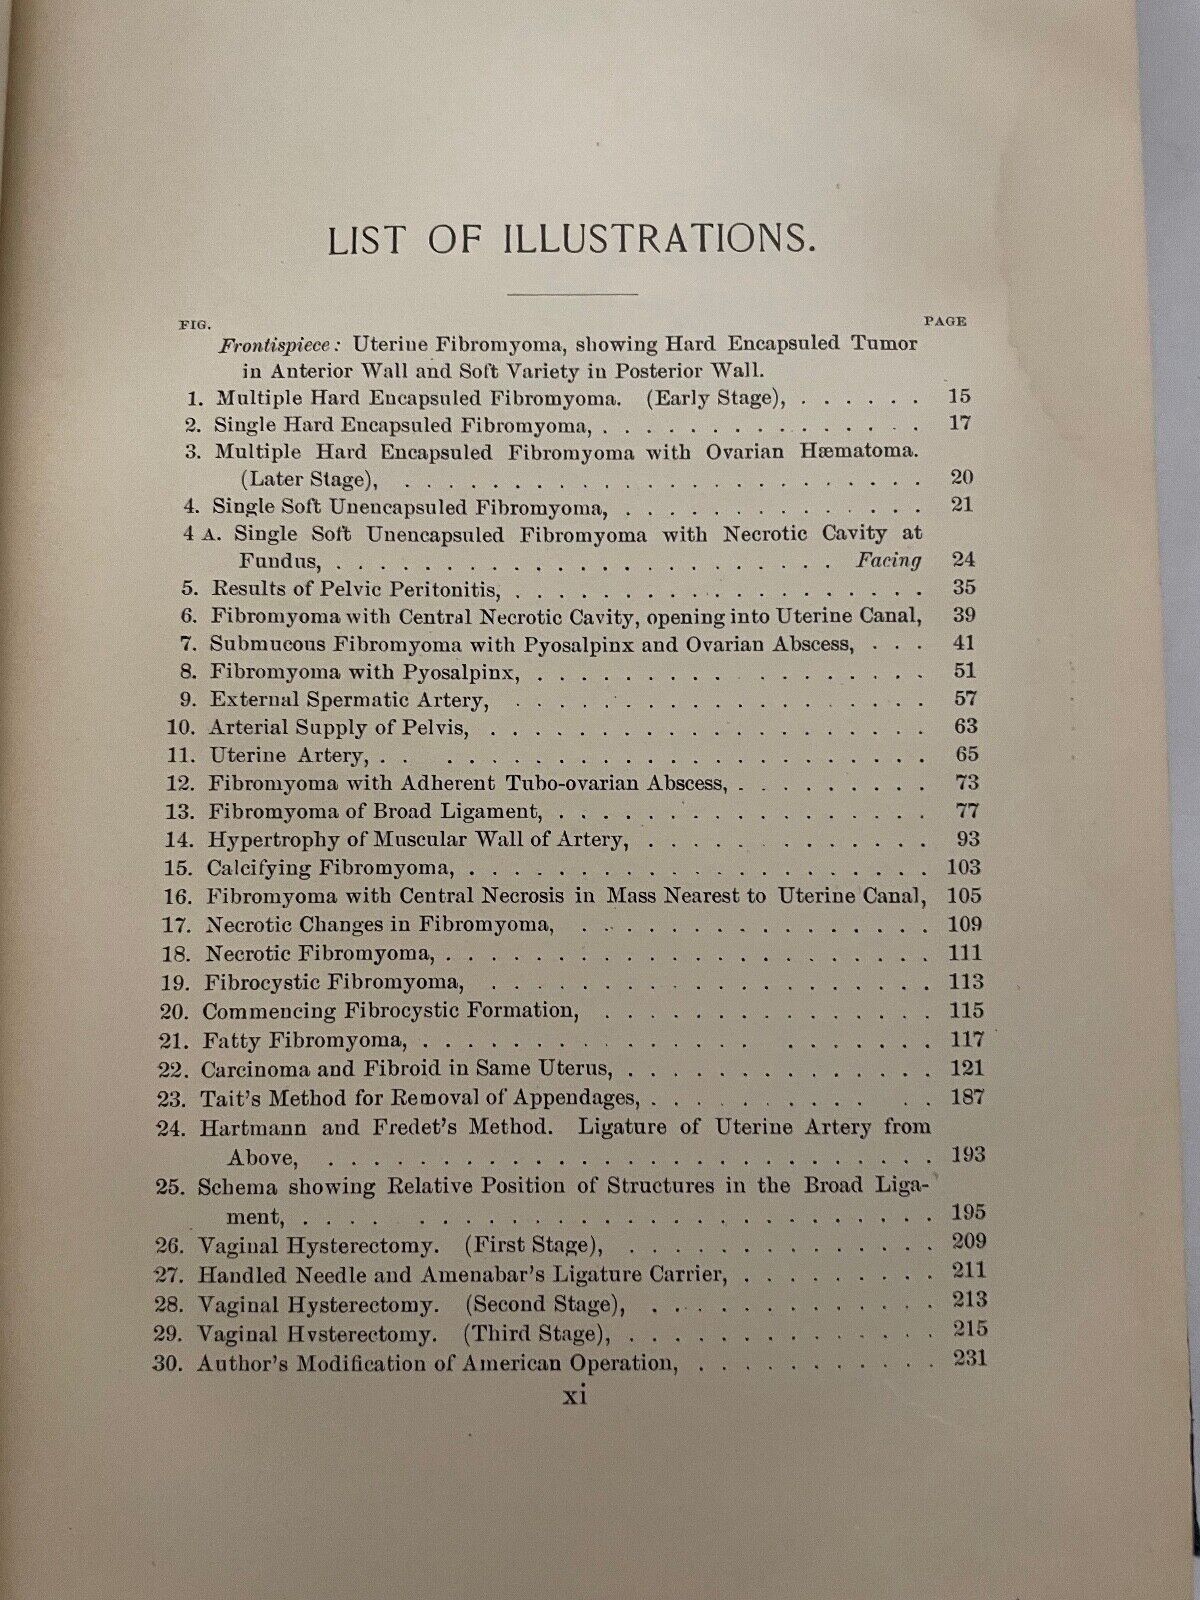 LIST OF ILLUSTRATIONS.
FIG. PAGE
Frontispiece: Uterine Fibromyoma, showing Hard Encapsuled Tumor
in Anterior Wall and Soft Variety in Posterior Wall.
1. Multiple Hard Encapsuled Fibromyoma. (Early Stage), . . . . . . 15
2. Single Hard Encapsuled Fibromyoma, . . . . . . . . . . . . . . 17
3. Multiple Hard Encapsuled Fibromyoma with Ovarian Hæmatoma.
(Later Stage), . . . . . . . . . . . . . . . . . . . . . 20
4. Single Soft Unencapsuled Fibromyoma, . . . . . . . . . . . . . 21
4 A. Single Soft Unencapsuled Fibromyoma with Necrotic Cavity at
Fundus, . . . . . . . . . . . . . . . . . . . . Facing 24
5. Results of Pelvic Peritonitis, . . . . . . . . . . . . . . . . . 35
6. Fibromyoma with Central Necrotic Cavity, opening into Uterine Canal, 39
7. Submucous Fibromyoma with Pyosalpinx and Ovarian Abscess, . . . 41
8. Fibromyoma with Pyosalpinx, . . . . . . . . . . . . . . . . 51
9. External Spermatic Artery, . . . . . . . . . . . . . . . . . 57
10. Arterial Supply of Pelvis, . . . . . . . . . . . . . . . . . . 63
11. Uterine Artery, . . . . . . . . . . . . . . . . . . . . . 65
12. Fibromyoma with Adherent Tubo-ovarian Abscess, . . . . . . . . . 73
13. Fibromyoma of Broad Ligament, . . . . . . . . . . . . . . . 77
14. Hypertrophy of Muscular Wall of Artery, . . . . . . . . . . . . 93
15. Calcifying Fibromyoma, . . . . . . . . . . . . . . . . . . . 103
16. Fibromyoma with Central Necrosis in Mass Nearest to Uterine Canal, 105
17. Necrotic Changes in Fibromyoma, . . . . . . . . . . . . . . . 109
18. Necrotic Fibromyoma, . . . . . . . . . . . . . . . . . . . . 111
19. Fibrocystic Fibromyoma, . . . . . . . . . . . . . . . . . . 113
20. Commencing Fibrocystic Formation, . . . . . . . . . . . . . . 115
21. Fatty Fibromyoma, . . . . . . . . . . . . . . . . . . . . 117
22. Carcinoma and Fibroid in Same Uterus, . . . . . . . . . . . . . 121
23. Tait's Method for Removal of Appendages, . . . . . . . . . . . 187
24. Hartmann and Fredet's Method. Ligature of Uterine Artery from
Above, . . . . . . . . . . . . . . . . . . . . . . . . 193
25. Schema showing Relative Position of Structures in the Broad Liga-
ment, . . . . . . . . . . . . . . . . . . . . . . . . 195
26. Vaginal Hysterectomy. (First Stage), . . . . . . . . . . . . . 209
27. Handled Needle and Amenabar's Ligature Carrier, . . . . . . . . . 211
28. Vaginal Hysterectomy. (Second Stage), . . . . . . . . . . . . 213
29. Vaginal Hysterectomy. (Third Stage), . . . . . . . . . . . . . 215
30. Author's Modification of American Operation, . . . . . . . . . . 231
xi